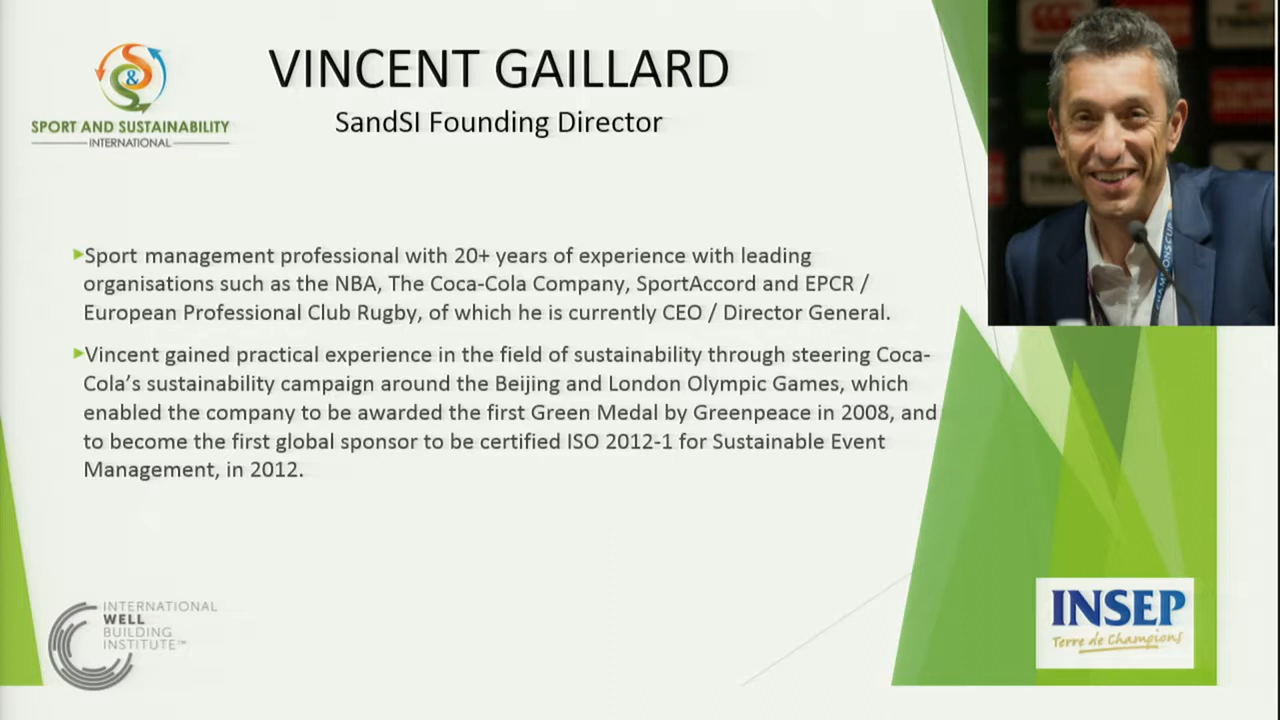 VINCENT GAILLARD
SandSI Founding Director
S&S
SPORT AND SUSTAINABILITY
INTERNATIONAL
Sport management professional with 20+ years of experience with leading
organisations such as the NBA, The Coca-Cola Company, SportAccord and EPCR /
European Professional Club Rugby, of which he is currently CEO / Director General.
Vincent gained practical experience in the field of sustainability through steering Coca-
Cola's sustainability campaign around the Beijing and London Olympic Games, which
enabled the company to be awarded the first Green Medal by Greenpeace in 2008, and
to become the first global sponsor to be certified ISO 2012-1 for Sustainable Event
Management, in 2012.
INTERNATIONAL
WELL
BUILDING
INSTITUTE™
INSEP
Terre de Champions